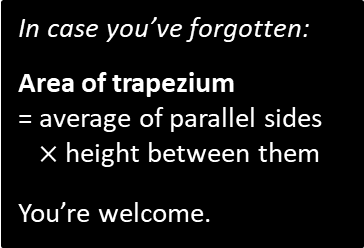 In case you’ve forgotten:
Area of trapezium
= average of parallel sides
× height between them
You’re welcome.